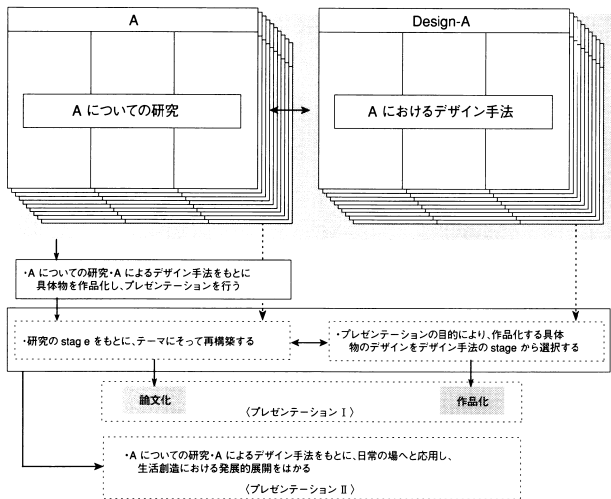 A
Design-A
A についての研究
A におけるデザイン手法
・A についての研究・A によるデザイン手法をもとに
具体物を作品化し、プレゼンテーションを行う
・研究の stag e をもとに、テーマにそって再構築する
・プレゼンテーションの目的により、作品化する具体
物のデザインをデザイン手法の stage から選択する
論文化
作品化
〈プレゼンテーションⅠ〉
・A についての研究・A によるデザイン手法をもとに、日常の場へと応用し、
生活創造における発展的展開をはかる
〈プレゼンテーションⅡ〉